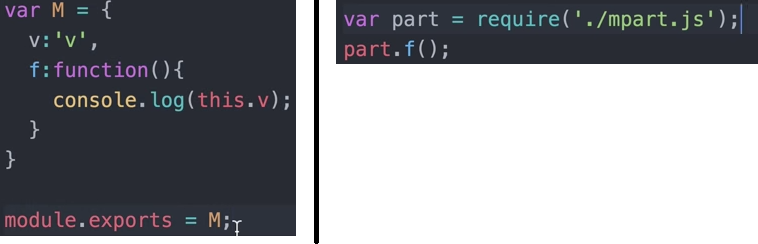 var M = {
  v:'v',
  f:function(){
    console.log(this.v);
  }
}
module.exports = M;
var part = require('./mpart.js');
part.f();